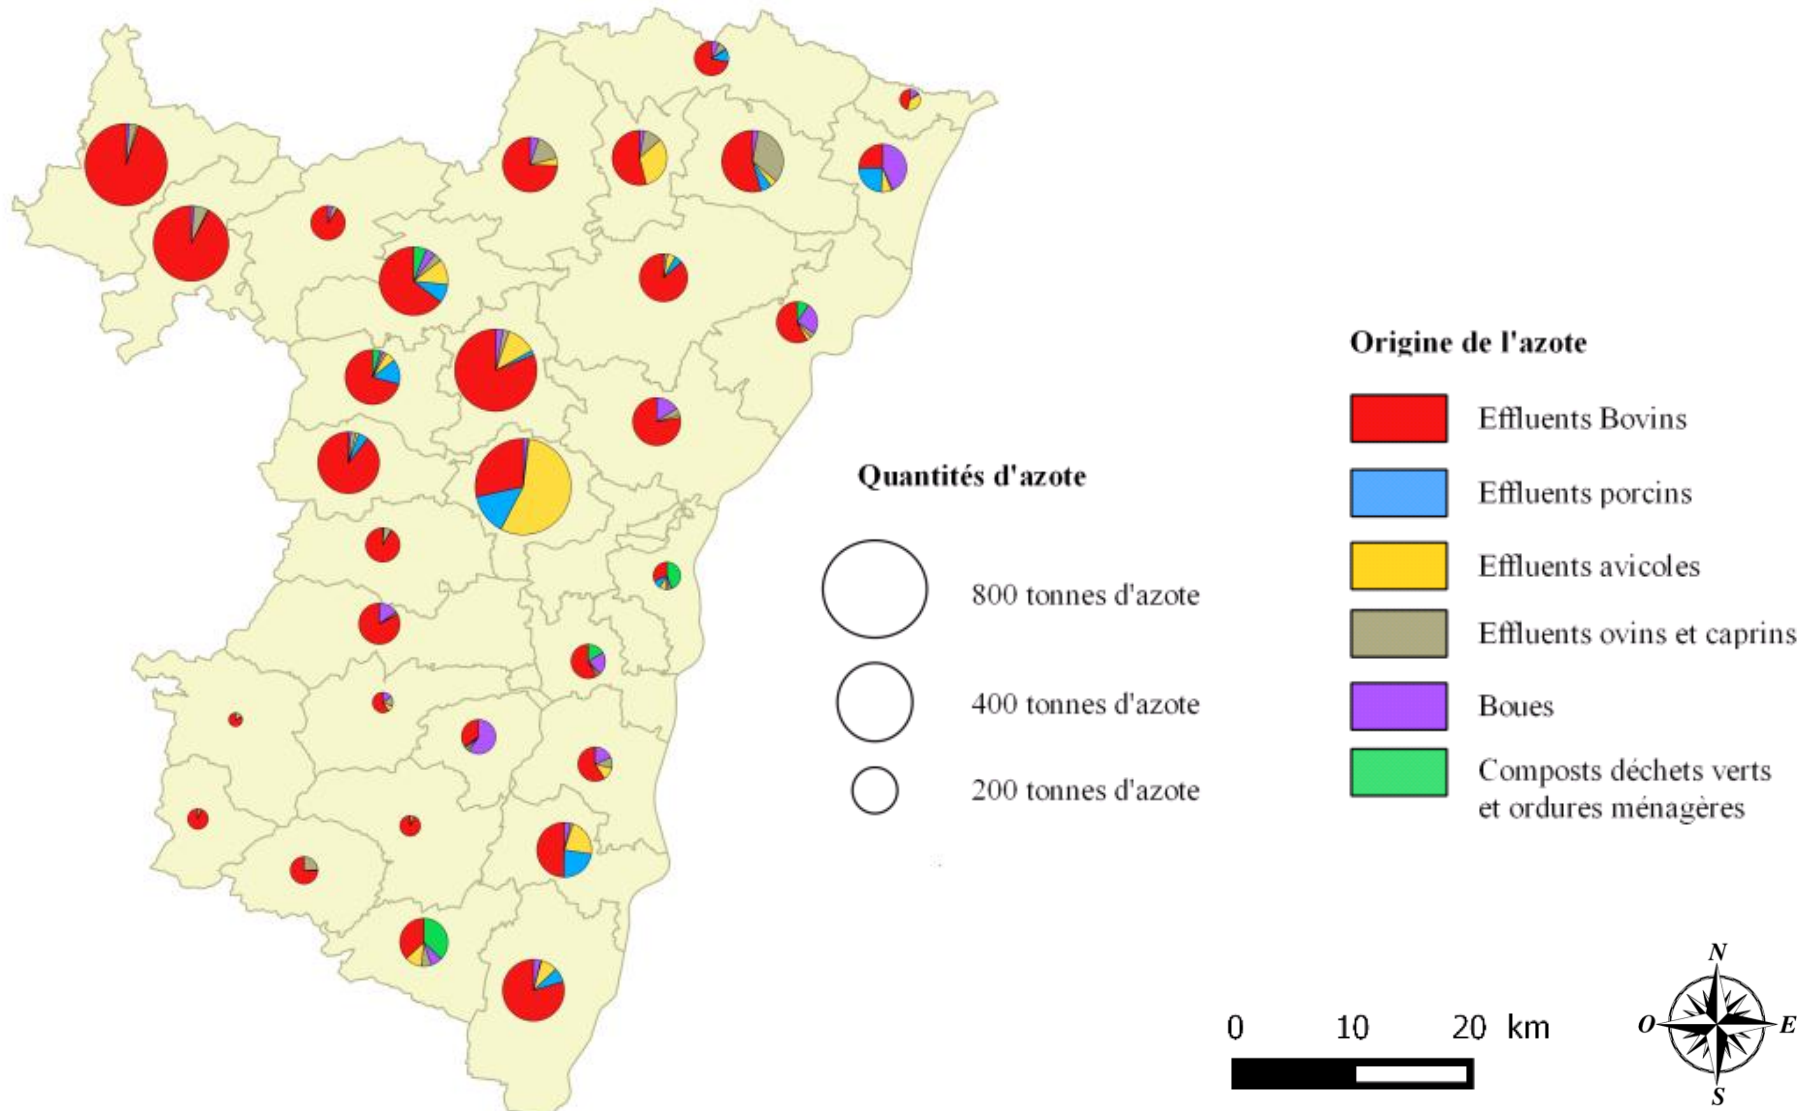 Quantités d'azote
800 tonnes d'azote
400 tonnes d'azote
200 tonnes d'azote
Origine de l'azote
Effluents Bovins
Effluents porcins
Effluents avicoles
Effluents ovins et caprins
Boues
Composts déchets verts
et ordures ménagères
0 10 20 km
N
O E
S